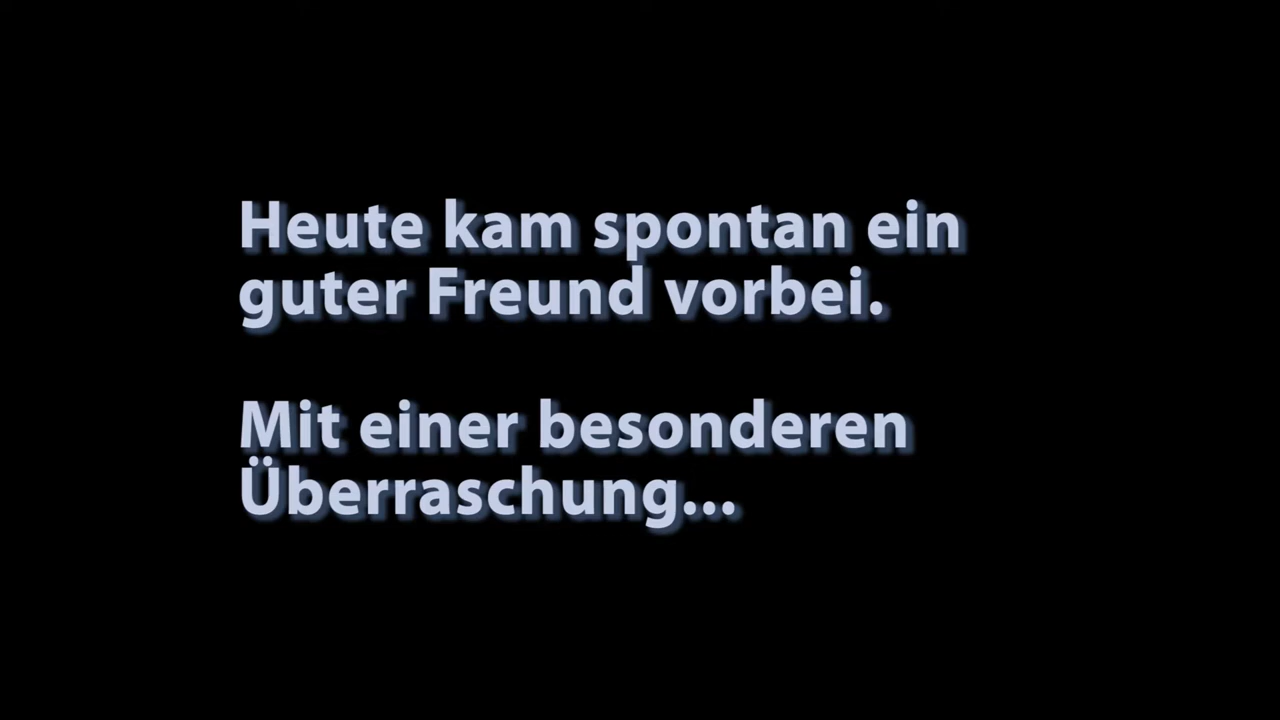 Heute kam spontan ein
guter Freund vorbei.
Mit einer besonderen
Überraschung...